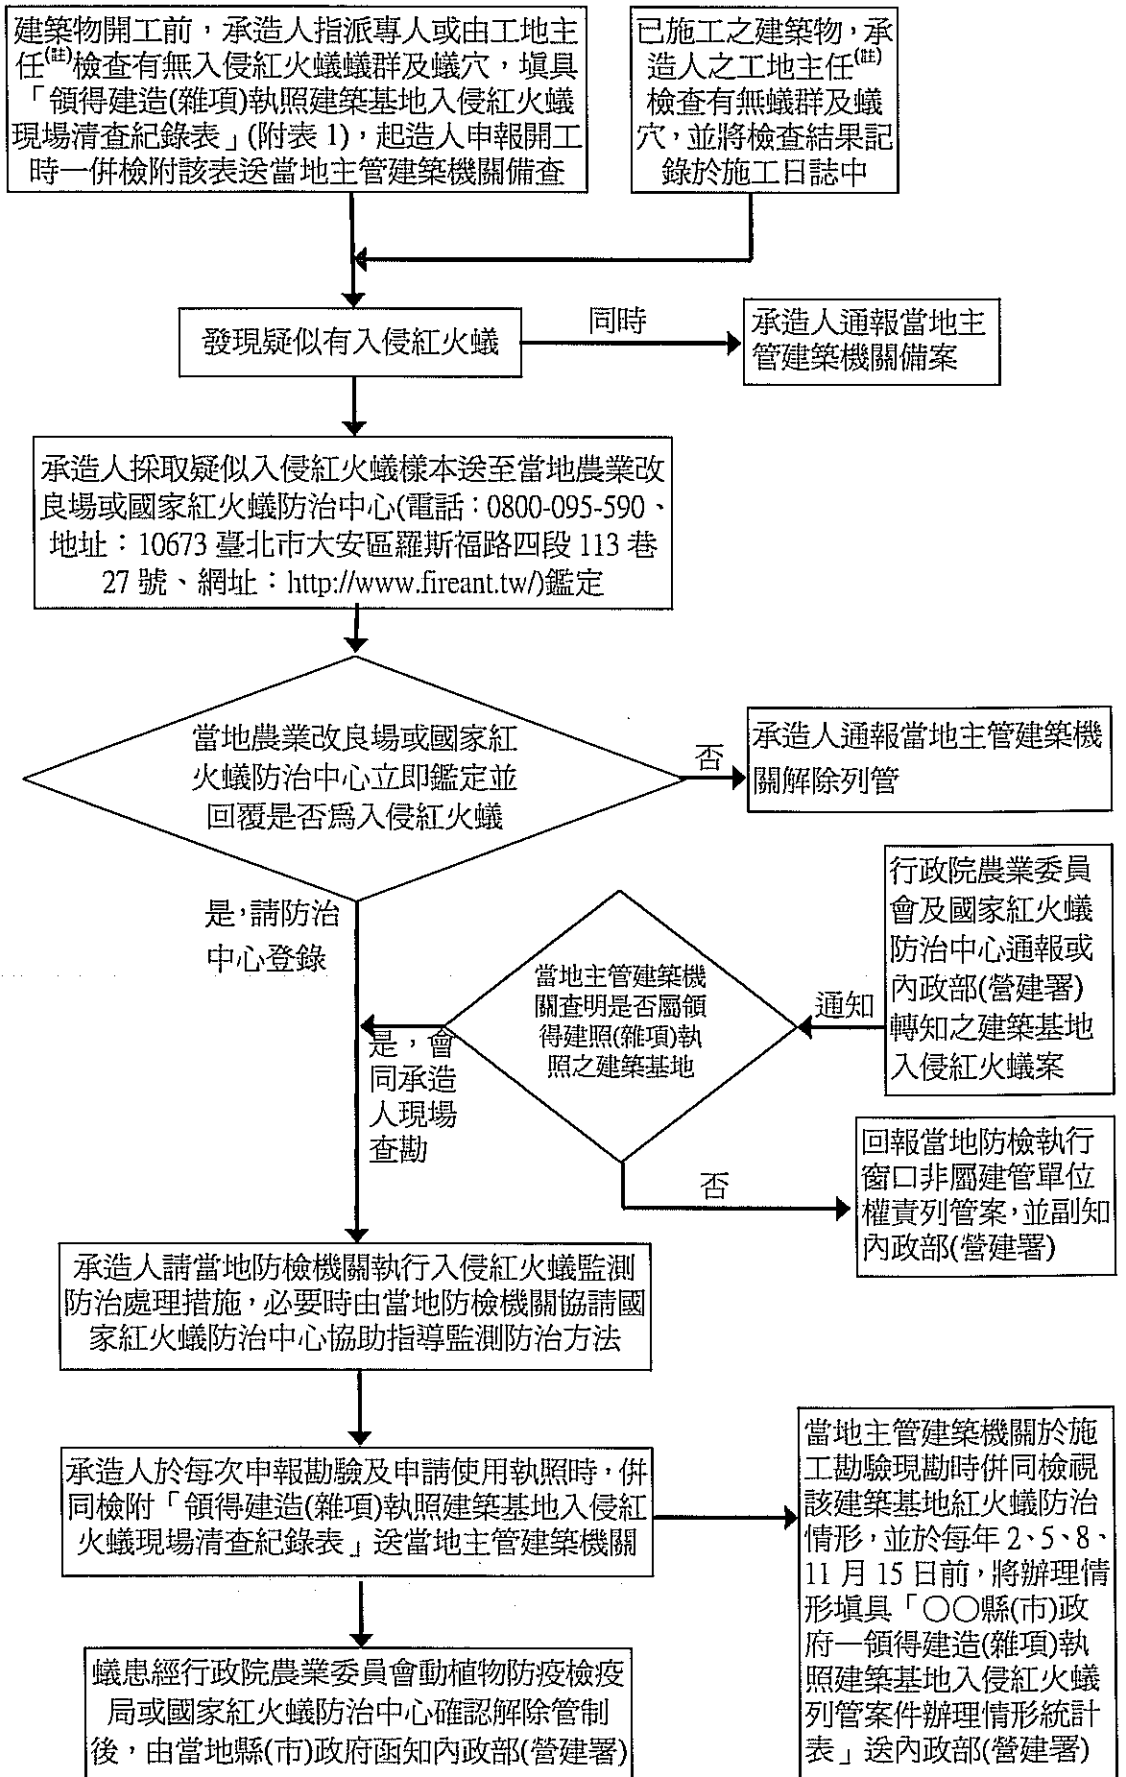 建築物開工前，承造人指派專人或由工地主
任(註)檢查有無入侵紅火蟻蟻群及蟻穴，填具
「領得建造(雜項)執照建築基地入侵紅火蟻
現場清查紀錄表」(附表 1)，起造人申報開工
時一併檢附該表送當地主管建築機關備查
已施工之建築物，承
造人之工地主任(註)
檢查有無蟻群及蟻
穴，並將檢查結果記
錄於施工日誌中
發現疑似有入侵紅火蟻
同時
承造人通報當地主
管建築機關備案
承造人採取疑似入侵紅火蟻樣本送至當地農業改
良場或國家紅火蟻防治中心(電話：0800-095-590、
地址：10673 臺北市大安區羅斯福路四段 113 巷
27 號、網址：http://www.fireant.tw/)鑑定
當地農業改良場或國家紅
火蟻防治中心立即鑑定並
回覆是否為入侵紅火蟻
否
承造人通報當地主管建築機
關解除列管
是，請防治
中心登錄
行政院農業委員
會及國家紅火蟻
防治中心通報或
內政部(營建署)
轉知之建築基地
入侵紅火蟻案
通知
當地主管建築機
關查明是否屬領
得建照(雜項)執
照之建築基地
是，會
同承造
人現場
查勘
否
回報當地防檢執行
窗口非屬建管單位
權責列管案，並副知
內政部(營建署)
承造人請當地防檢機關執行入侵紅火蟻監測
防治處理措施，必要時由當地防檢機關協請國
家紅火蟻防治中心協助指導監測防治方法
承造人於每次申報勘驗及申請使用執照時，併
同檢附「領得建造(雜項)執照建築基地入侵紅
火蟻現場清查紀錄表」送當地主管建築機關
當地主管建築機關於施
工勘驗現勘時併同檢視
該建築基地紅火蟻防治
情形，並於每年 2、5、8、
11 月 15 日前，將辦理情
形填具「○○縣(市)政
府—領得建造(雜項)執
照建築基地入侵紅火蟻
列管案件辦理情形統計
表」送內政部(營建署)
蟻患經行政院農業委員會動植物防疫檢疫
局或國家紅火蟻防治中心確認解除管制
後，由當地縣(市)政府函知內政部(營建署)